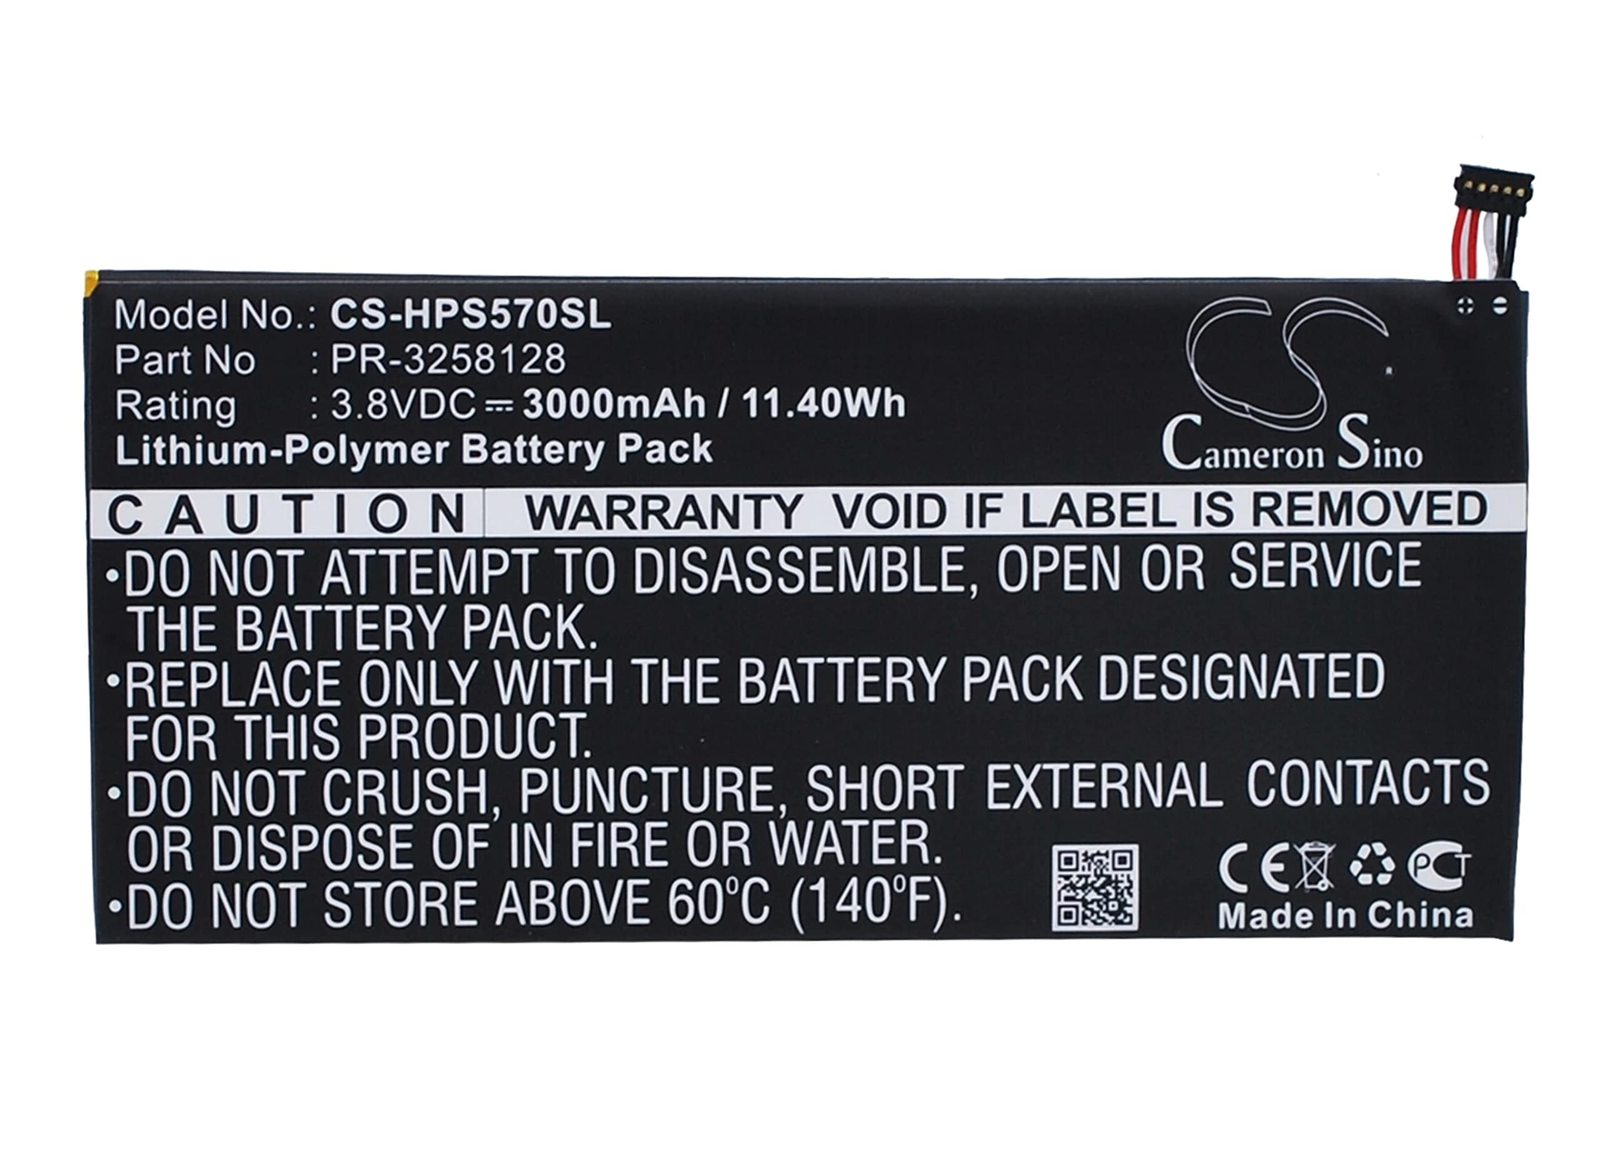 Model No.: CS-HPS570SL
Part No : PR-3258128
Rating : 3.8VDC ⎓ 3000mAh / 11.40Wh
Lithium-Polymer Battery Pack
CS
®
Cameron Sino
CAUTION WARRANTY VOID IF LABEL IS REMOVED
•DO NOT ATTEMPT TO DISASSEMBLE, OPEN OR SERVICE
THE BATTERY PACK.
•REPLACE ONLY WITH THE BATTERY PACK DESIGNATED
FOR THIS PRODUCT.
•DO NOT CRUSH, PUNCTURE, SHORT EXTERNAL CONTACTS
OR DISPOSE OF IN FIRE OR WATER.
•DO NOT STORE ABOVE 60°C (140°F).
CE PCT
Made In China